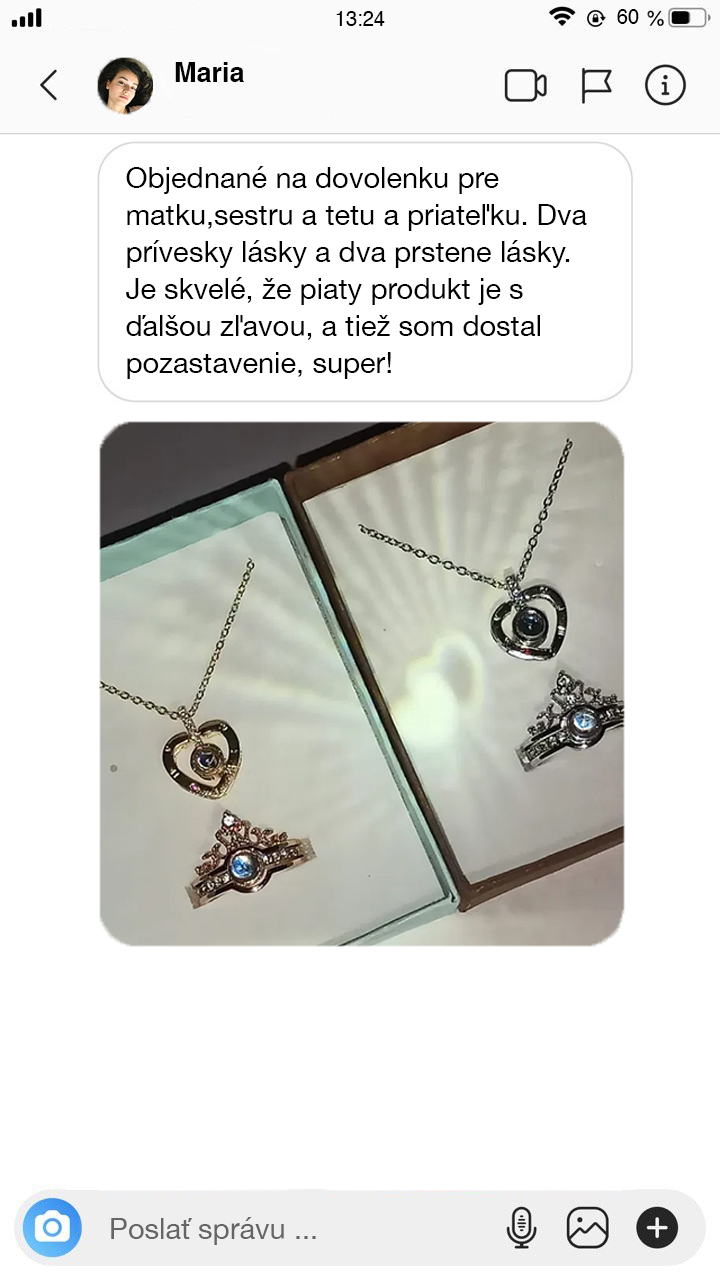 13:24
60 %
Maria
Objednané na dovolenku pre
matku,sestru a tetu a priateľku. Dva
prívesky lásky a dva prstene lásky.
Je skvelé, že piaty produkt je s
ďalšou zľavou, a tiež som dostal
pozastavenie, super!
Poslať správu ...